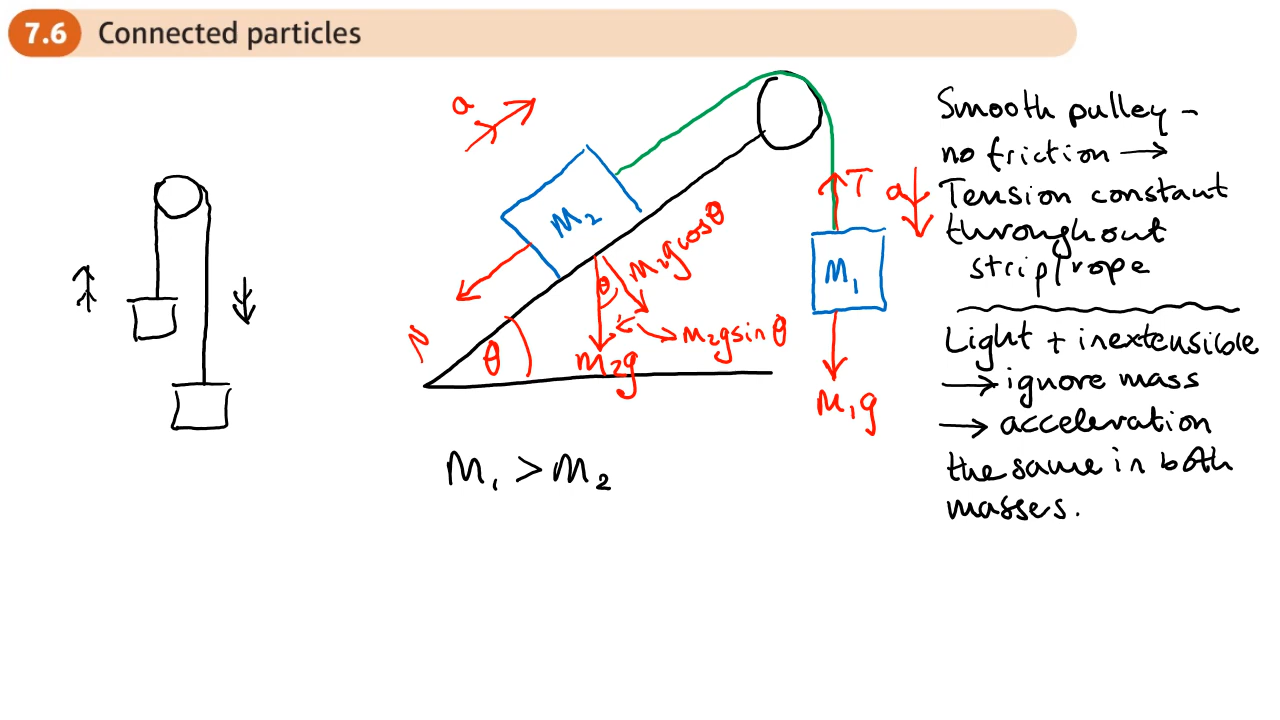 7.6 Connected particles
a
M₂
θ
m₂gcosθ
m₂gsinθ
m₂g
N
θ
T
a
M₁
M₁g
M₁ > M₂
Smooth pulley -
no friction →
Tension constant
throughout
strip/rope
Light + inextensible
→ ignore mass
→ acceleration
the same in both
masses.